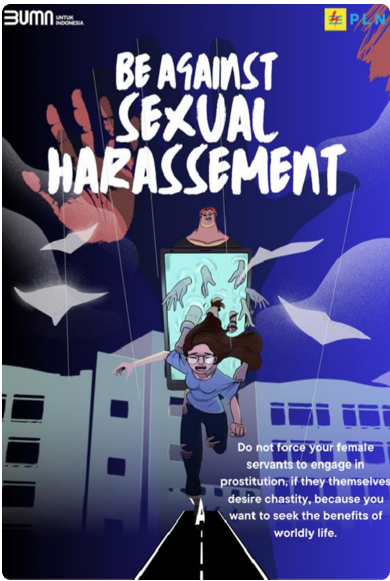 BUMN UNTUK
INDONESIA
PLN
BE AGAINST
SEXUAL
HARASSEMENT
Do not force your female
servants to engage in
prostitution, if they themselves
desire chastity, because you
want to seek the benefits of
worldly life.